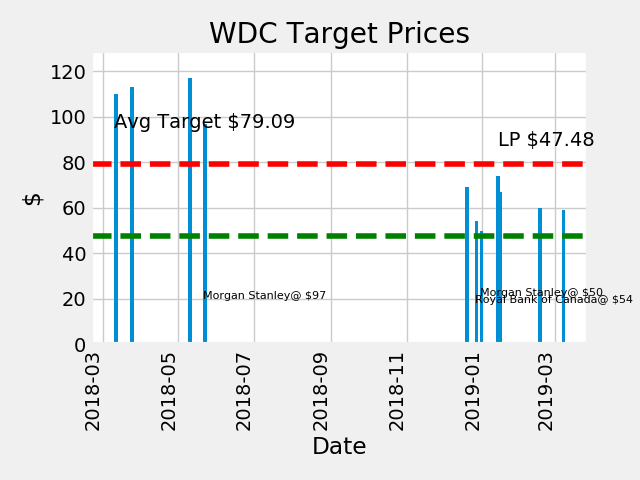 WDC Target Prices
120
100
80
60
40
20
0
$
Avg Target $79.09
LP $47.48
Morgan Stanley@ $97
Morgan Stanley@ $50
Royal Bank of Canada@ $54
2018-03
2018-05
2018-07
2018-09
2018-11
2019-01
2019-03
Date